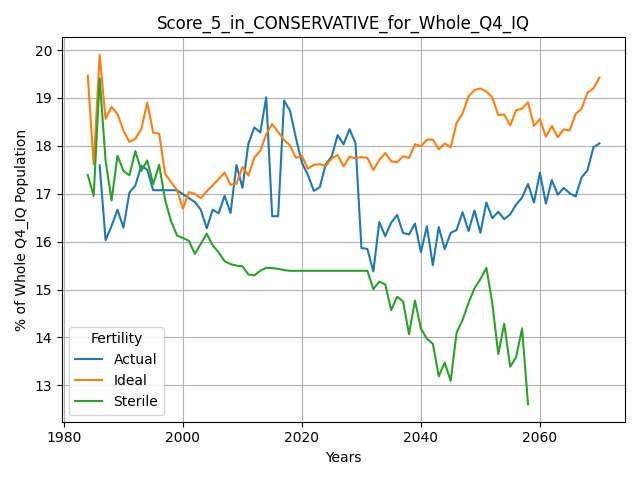 Score_5_in_CONSERVATIVE_for_Whole_Q4_IQ
% of Whole Q4_IQ Population
20
19
18
17
16
15
14
13
Fertility
Actual
Ideal
Sterile
1980 2000 2020 2040 2060
Years